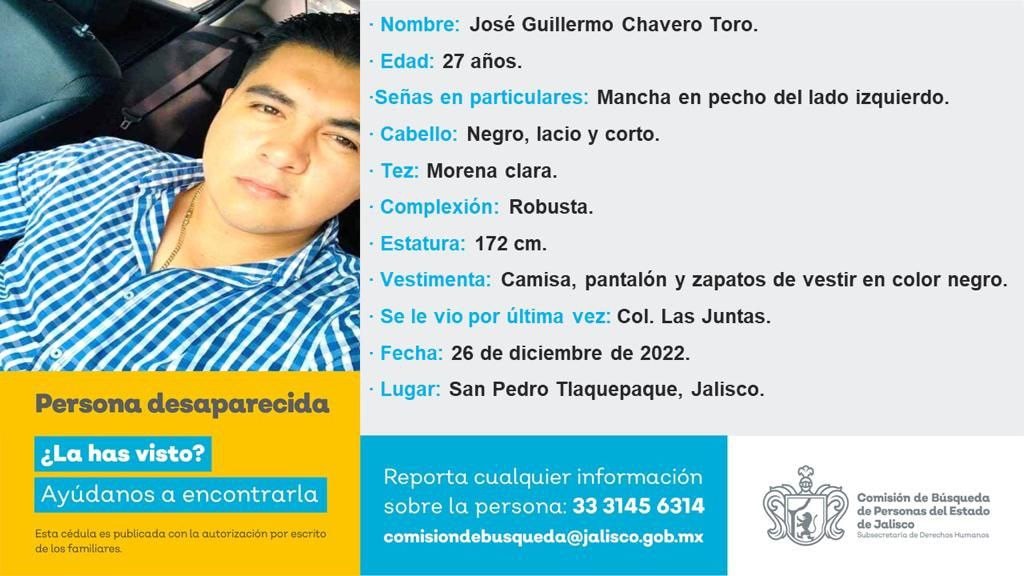 · Nombre: José Guillermo Chavero Toro.
· Edad: 27 años.
·Señas en particulares: Mancha en pecho del lado izquierdo.
· Cabello: Negro, lacio y corto.
· Tez: Morena clara.
· Complexión: Robusta.
· Estatura: 172 cm.
· Vestimenta: Camisa, pantalón y zapatos de vestir en color negro.
· Se le vio por última vez: Col. Las Juntas.
· Fecha: 26 de diciembre de 2022.
· Lugar: San Pedro Tlaquepaque, Jalisco.
Persona desaparecida
¿La has visto?
Ayúdanos a encontrarla
Esta cédula es publicada con la autorización por escrito
de los familiares.
Reporta cualquier información
sobre la persona: 33 3145 6314
comisiondebusqueda@jalisco.gob.mx
Comisión de Búsqueda
de Personas del Estado
de Jalisco
Subsecretaría de Derechos Humanos